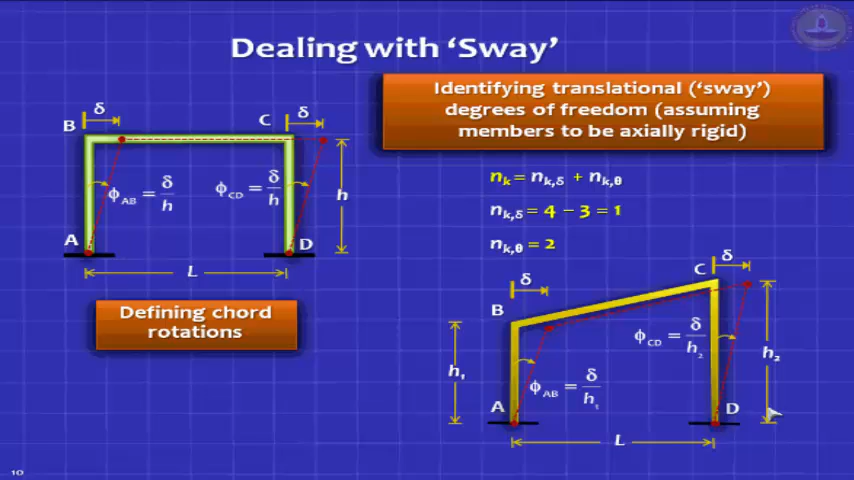 Dealing with 'Sway'
Identifying translational ('sway')
degrees of freedom (assuming
members to be axially rigid)
δ
δ
B
C
ϕAB = δ/h
ϕCD = δ/h
h
A
D
L
Defining chord
rotations
nk = nk,δ + nk,θ
nk,δ = 4 – 3 = 1
nk,θ = 2
δ
δ
C
B
ϕCD = δ/h2
h1
h2
ϕAB = δ/h1
A
D
L
10